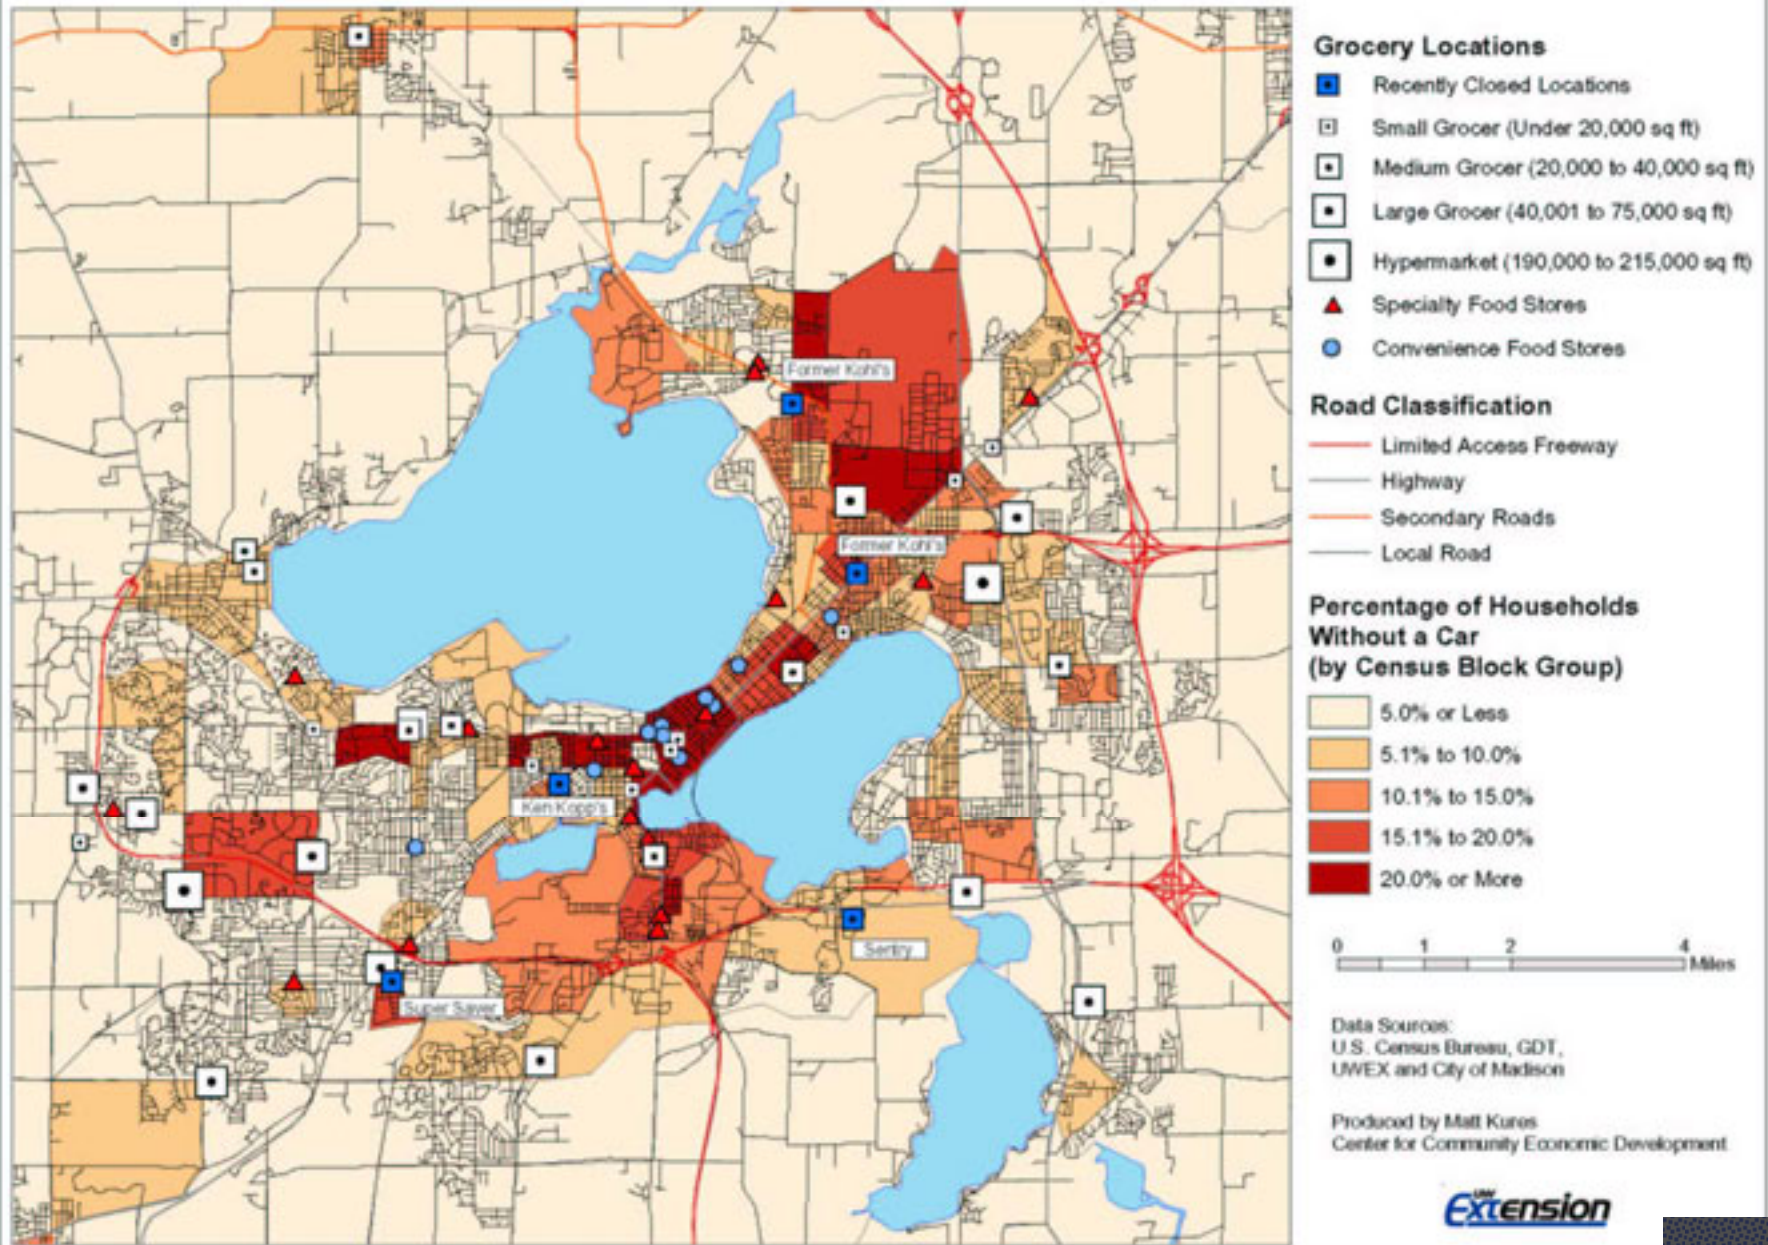 Former Kohl's
Former Kohl's
Ken Kopp's
Sentry
Super Saver
Grocery Locations
Recently Closed Locations
Small Grocer (Under 20,000 sq ft)
Medium Grocer (20,000 to 40,000 sq ft)
Large Grocer (40,001 to 75,000 sq ft)
Hypermarket (190,000 to 215,000 sq ft)
Specialty Food Stores
Convenience Food Stores
Road Classification
Limited Access Freeway
Highway
Secondary Roads
Local Road
Percentage of Households
Without a Car
(by Census Block Group)
5.0% or Less
5.1% to 10.0%
10.1% to 15.0%
15.1% to 20.0%
20.0% or More
0 1 2 4
Miles
Data Sources:
U.S. Census Bureau, GDT,
UWEX and City of Madison
Produced by Matt Kures
Center for Community Economic Development
UW
Extension